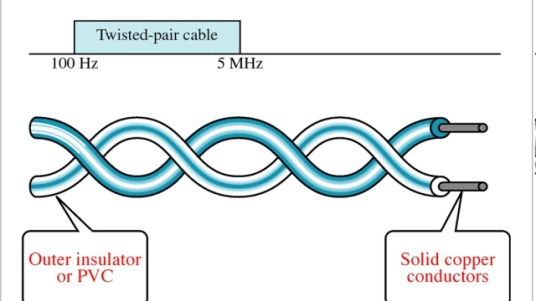 Twisted-pair cable
100 Hz
5 MHz
Outer insulator
or PVC
Solid copper
conductors